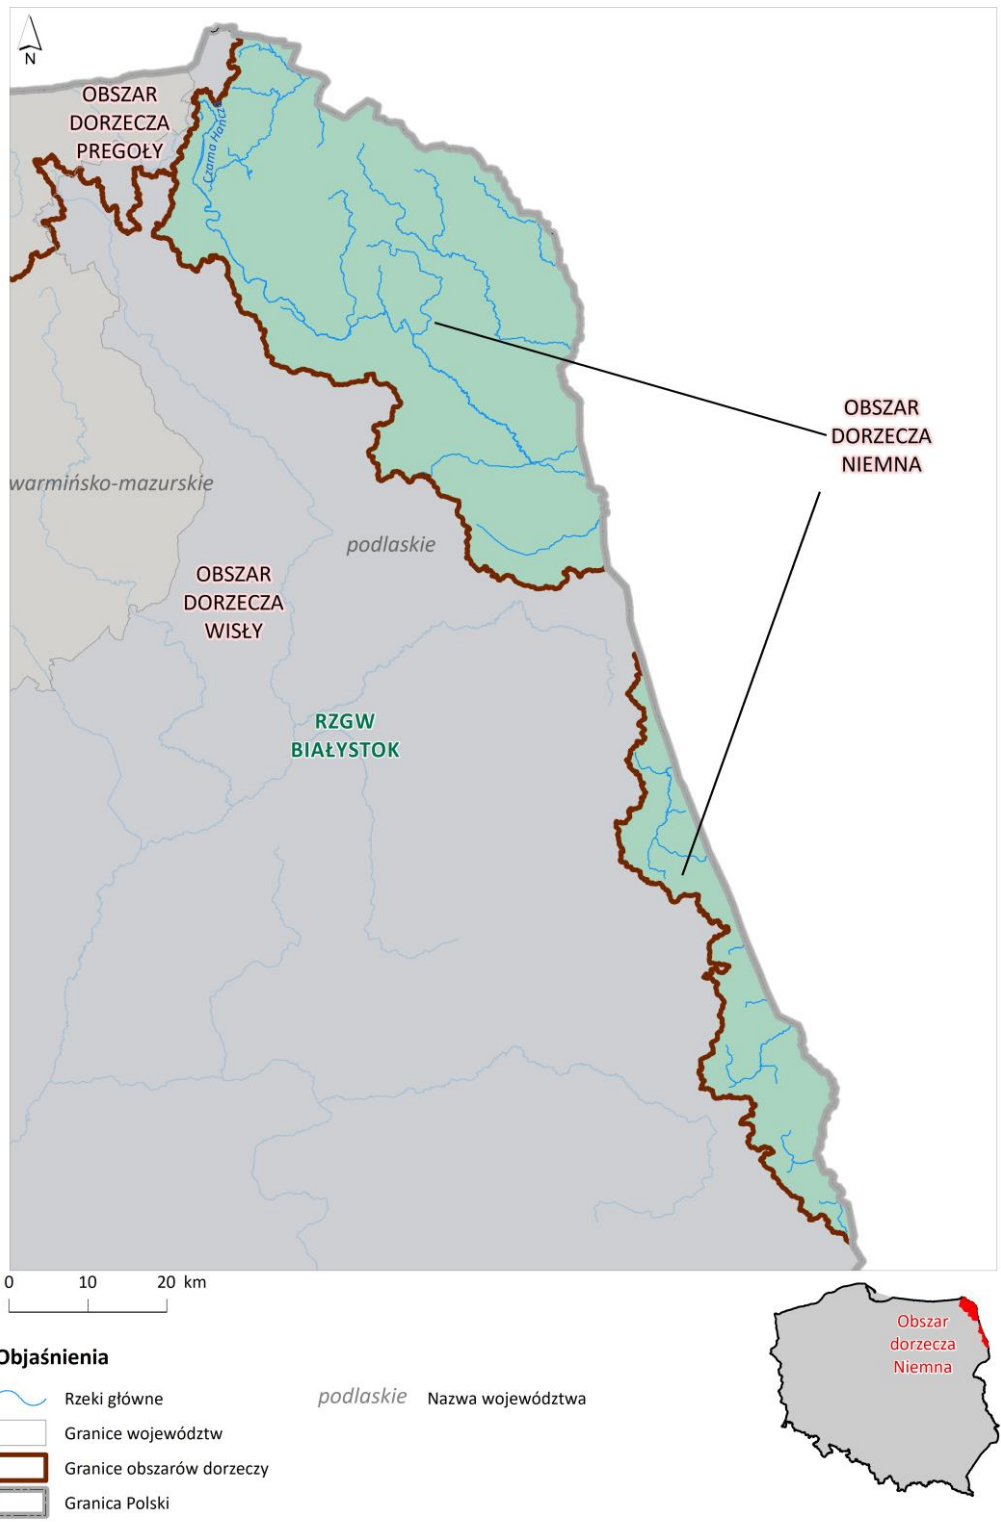 N
OBSZAR
DORZECZA
PREGOŁY
Czarna Hańcza
OBSZAR
DORZECZA
NIEMNA
warmińsko-mazurskie
podlaskie
OBSZAR
DORZECZA
WISŁY
RZGW
BIAŁYSTOK
0 10 20 km
Obszar
dorzecza
Niemna
Objaśnienia
Rzeki główne
podlaskie Nazwa województwa
Granice województw
Granice obszarów dorzeczy
Granica Polski